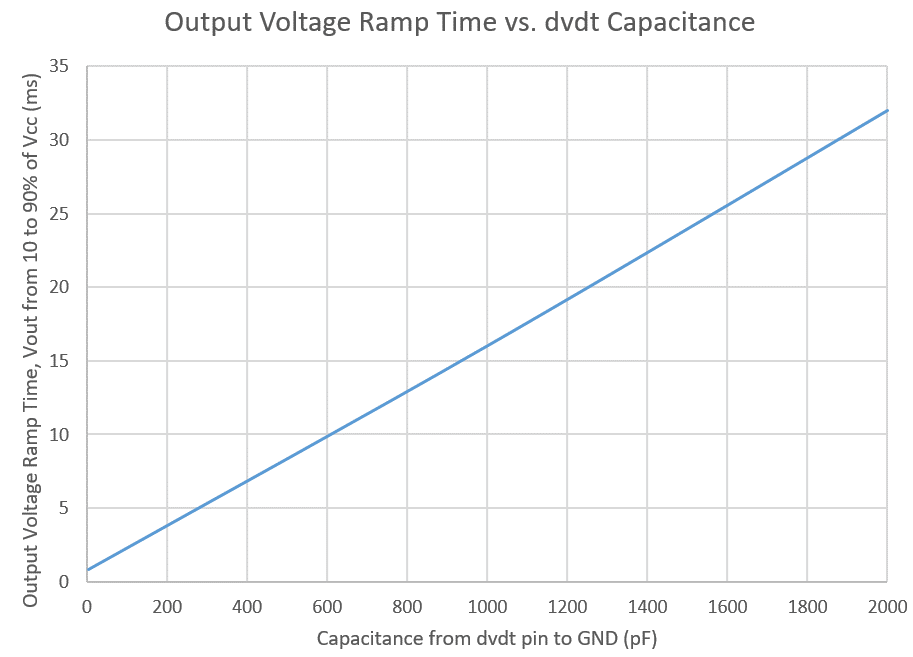 Output Voltage Ramp Time vs. dvdt Capacitance
Output Voltage Ramp Time, Vout from 10 to 90% of Vcc (ms)
35
30
25
20
15
10
5
0
0 200 400 600 800 1000 1200 1400 1600 1800 2000
Capacitance from dvdt pin to GND (pF)